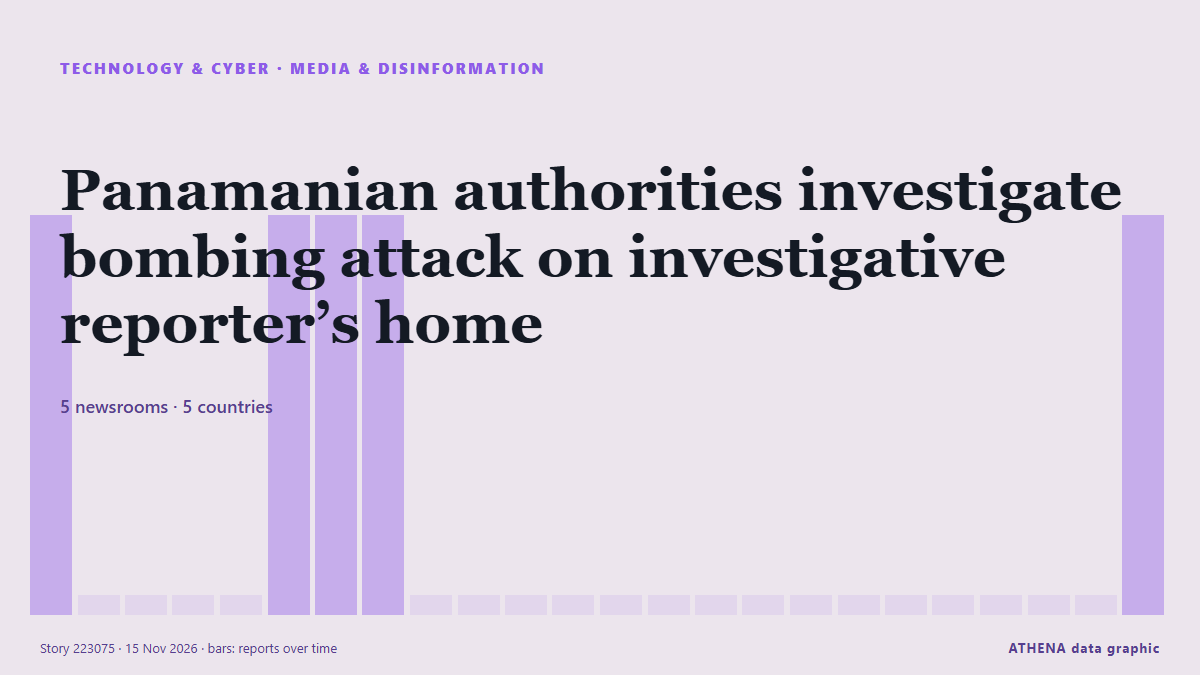 TECHNOLOGY & CYBER · MEDIA & DISINFORMATION
Panamanian authorities investigate
bombing attack on investigative
reporter’s home
5 newsrooms · 5 countries
Story 223075 · 15 Nov 2026 · bars: reports over time
ATHENA data graphic